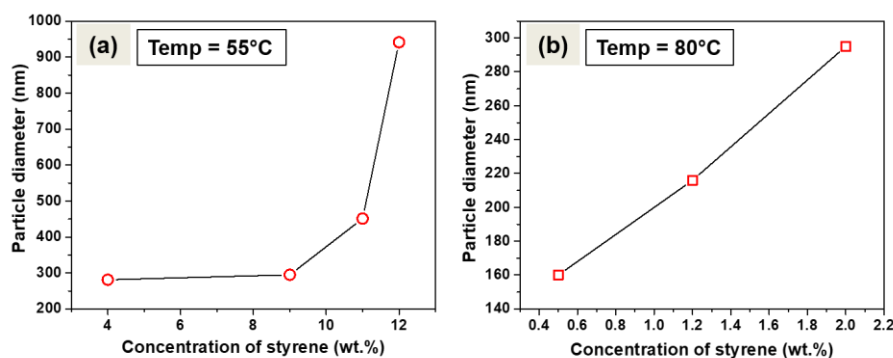 (a) Temp = 55°C
1000
900
800
700
600
500
400
300
200
Particle diameter (nm)
4 6 8 10 12
Concentration of styrene (wt.%)
(b) Temp = 80°C
300
280
260
240
220
200
180
160
140
Particle diameter (nm)
0.4 0.6 0.8 1.0 1.2 1.4 1.6 1.8 2.0 2.2
Concentration of styrene (wt.%)